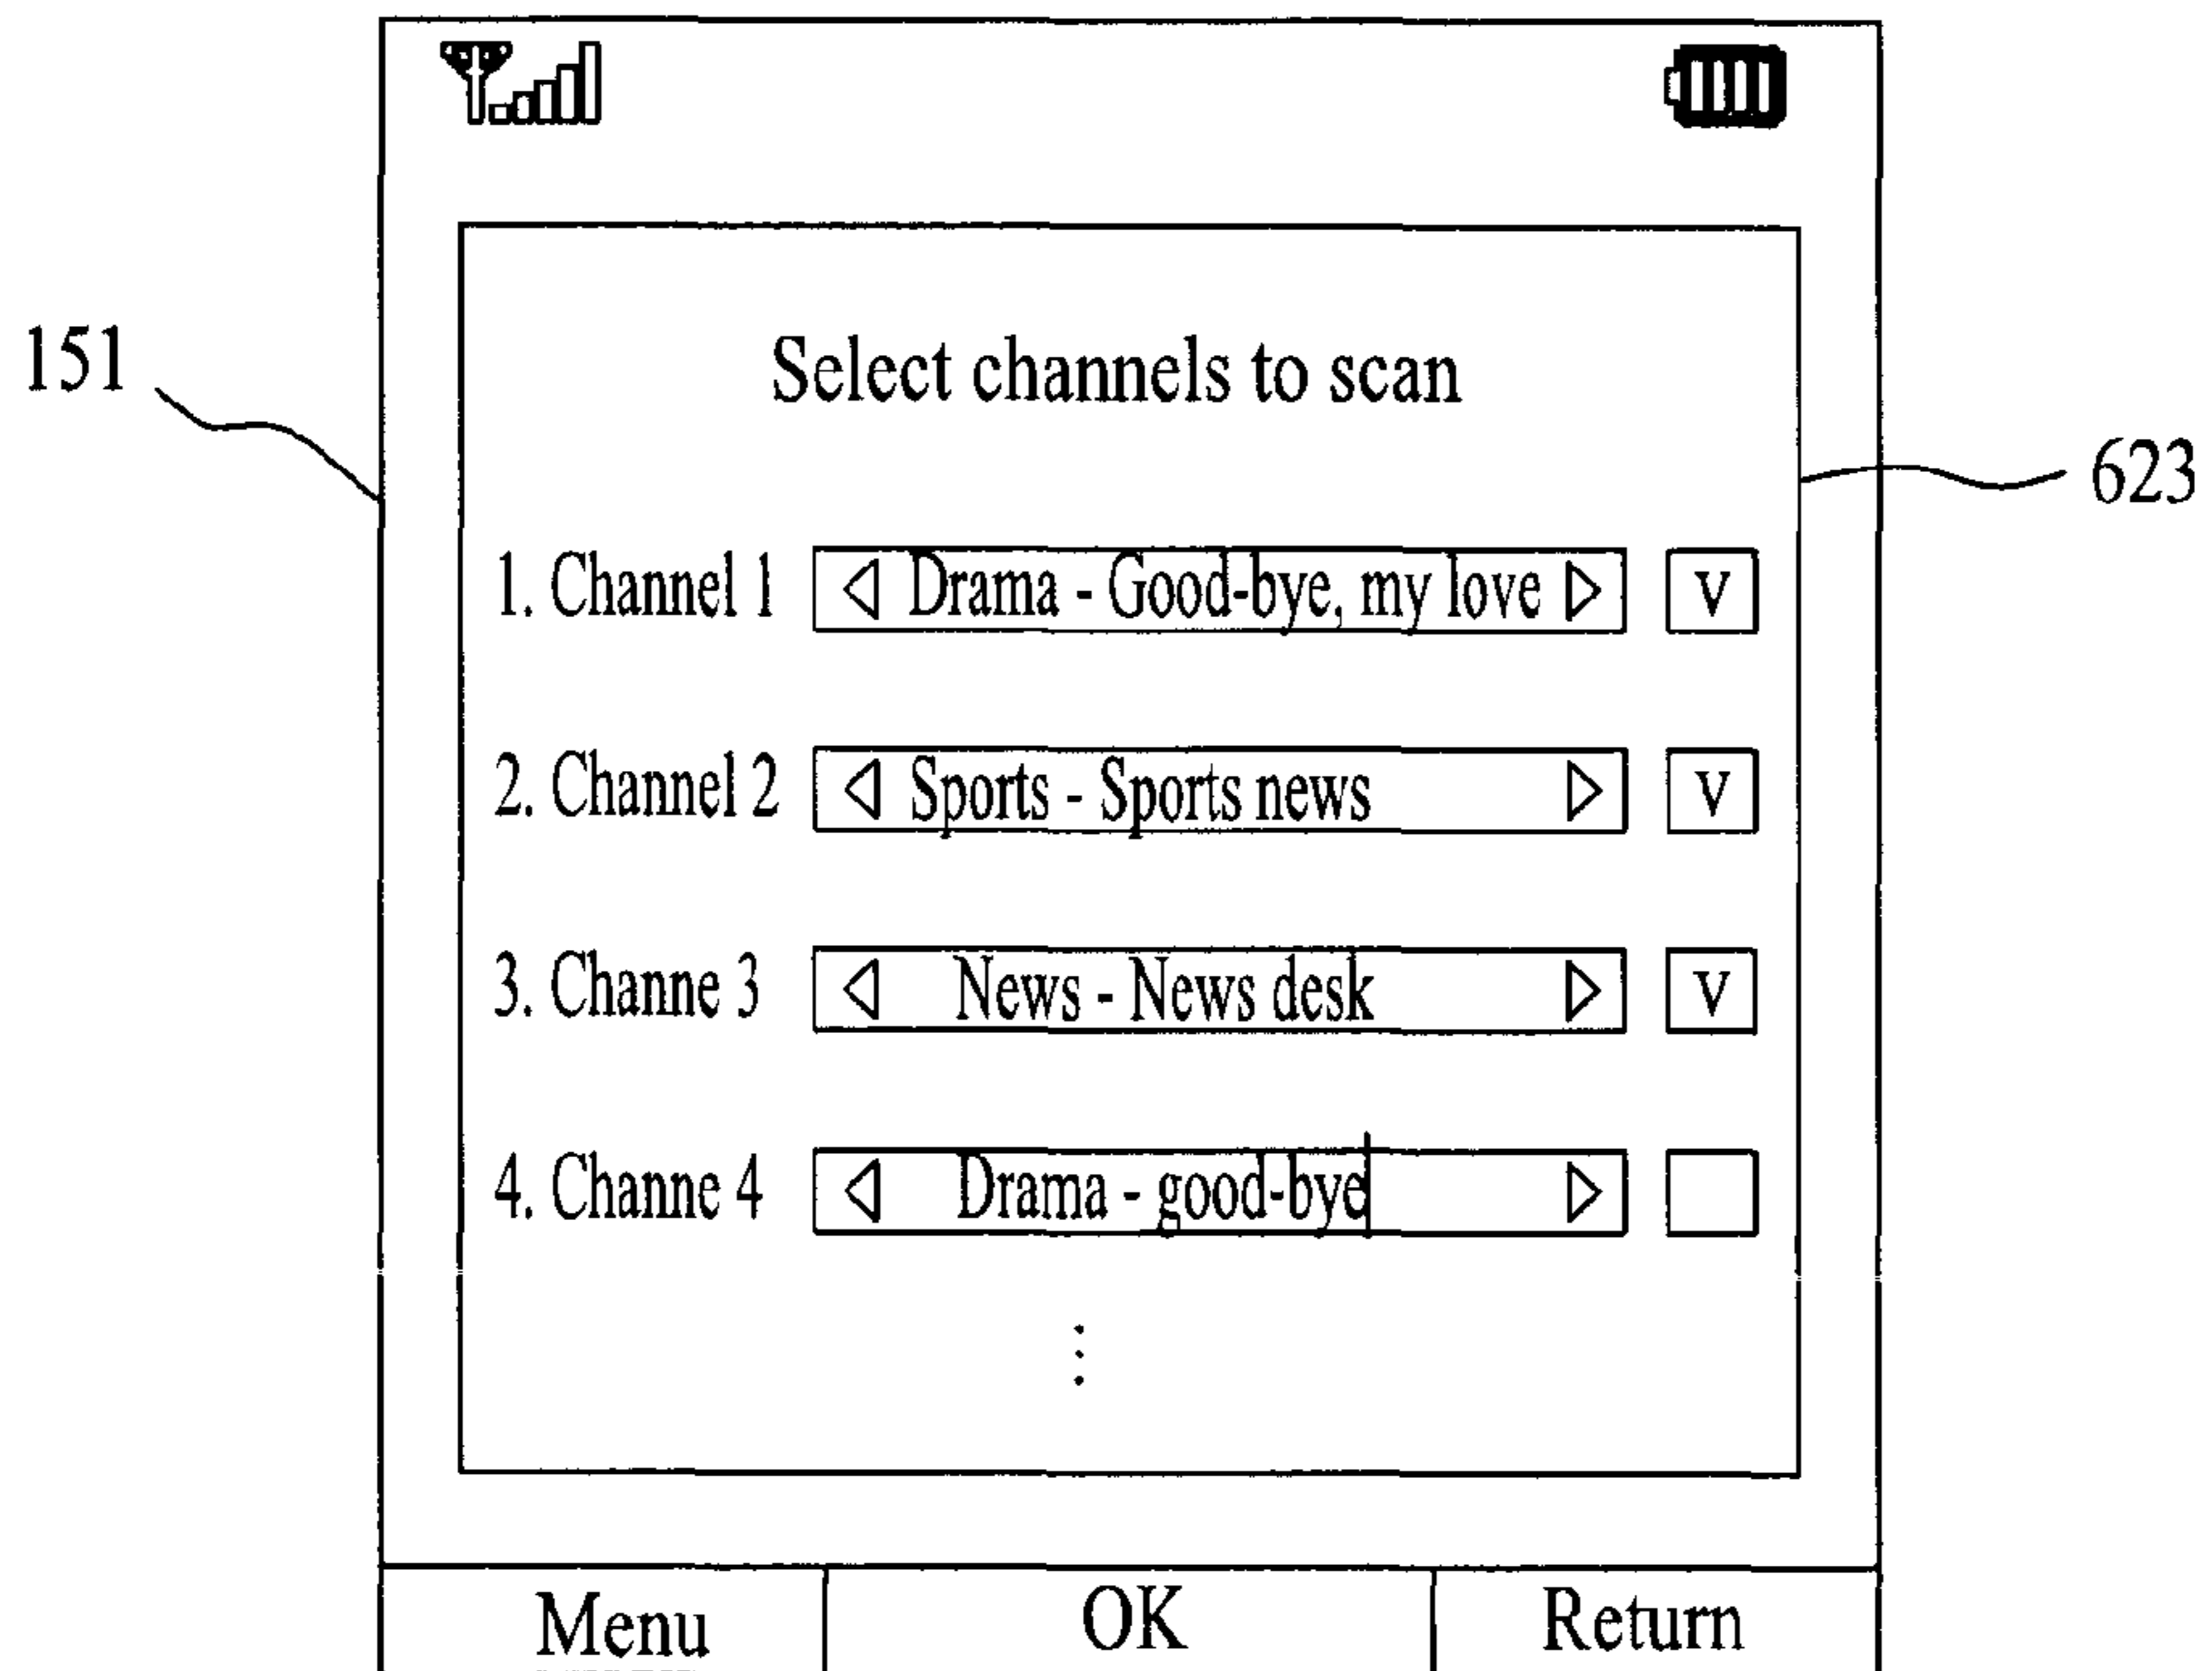 Select channels to scan
151
623
1. Channel 1 Drama - Good-bye, my love V
2. Channel 2 Sports - Sports news V
3. Channe 3 News - News desk V
4. Channe 4 Drama - good-bye
Menu OK Return